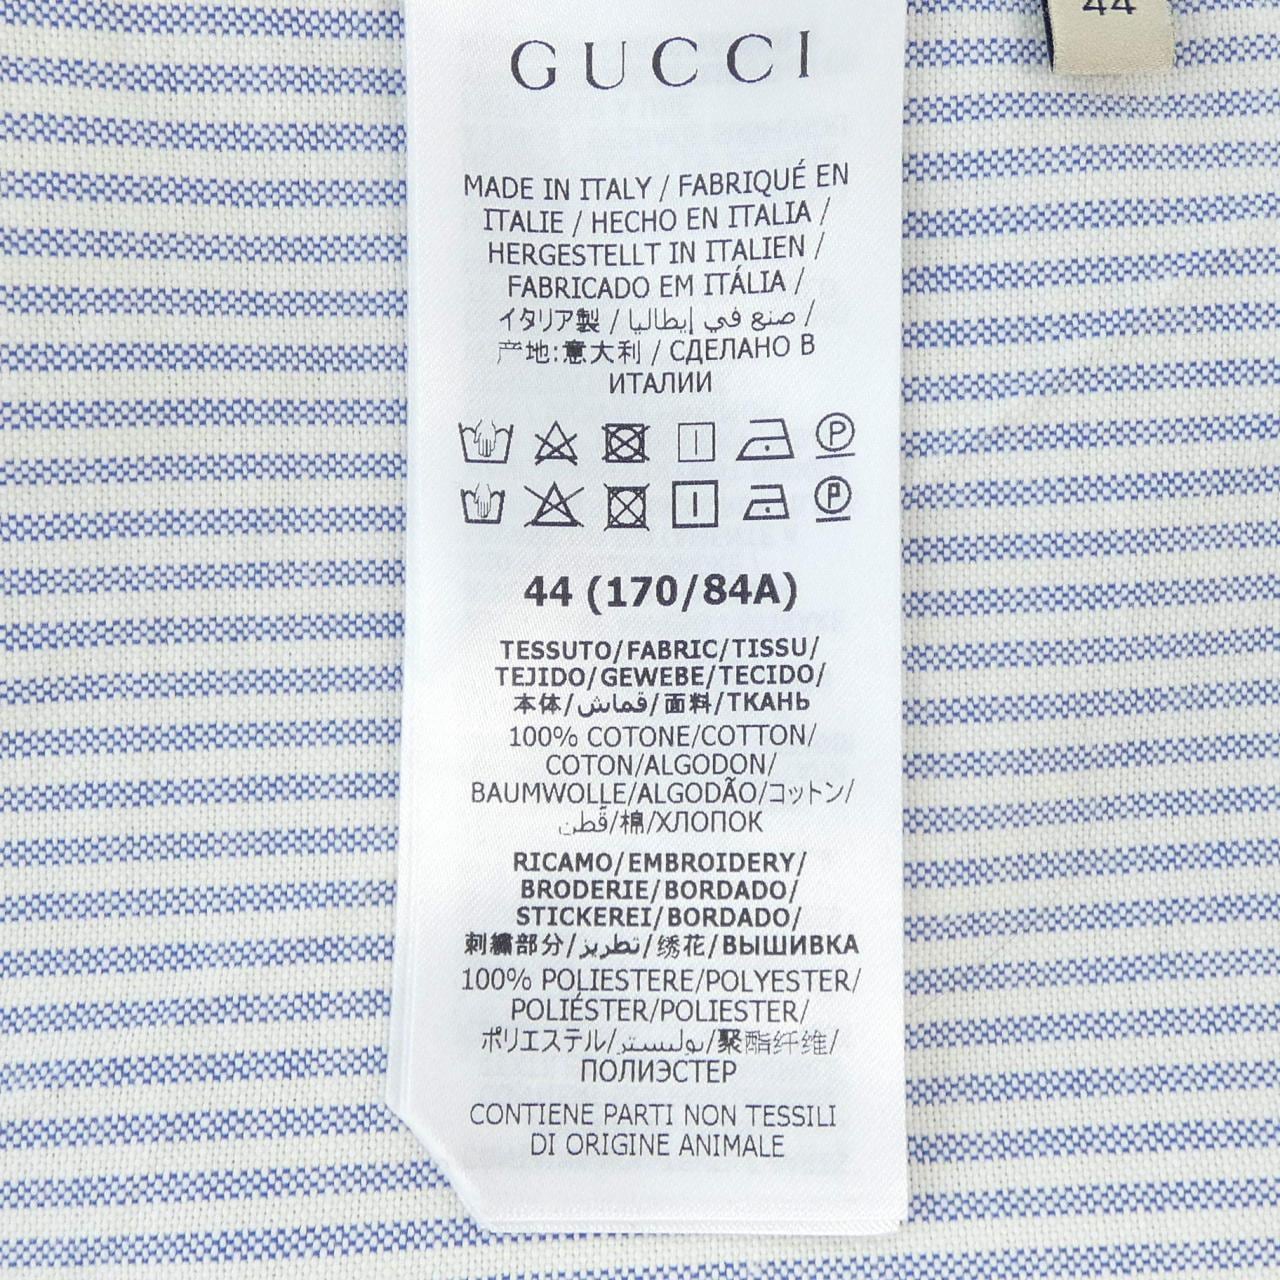 44
GUCCI
MADE IN ITALY / FABRIQUÉ EN
ITALIE / HECHO EN ITALIA /
HERGESTELLT IN ITALIEN /
FABRICADO EM ITÁLIA /
イタリア製 / صنع في إيطاليا /
产地:意大利 / СДЕЛАНО В
ИТАЛИИ
P
P
44 (170/84A)
TESSUTO/FABRIC/TISSU/
TEJIDO/GEWEBE/TECIDO/
本体/قماش/面料/ТКАНЬ
100% COTONE/COTTON/
COTON/ALGODON/
BAUMWOLLE/ALGODÃO/コットン/
قطن/棉/ХЛОПОК
RICAMO/EMBROIDERY/
BRODERIE/BORDADO/
STICKEREI/BORDADO/
刺繍部分/تطريز/绣花/ВЫШИВКА
100% POLIESTERE/POLYESTER/
POLIÉSTER/POLIESTER/
ポリエステル/بوليستر/聚酯纤维/
ПОЛИЭСТЕР
CONTIENE PARTI NON TESSILI
DI ORIGINE ANIMALE